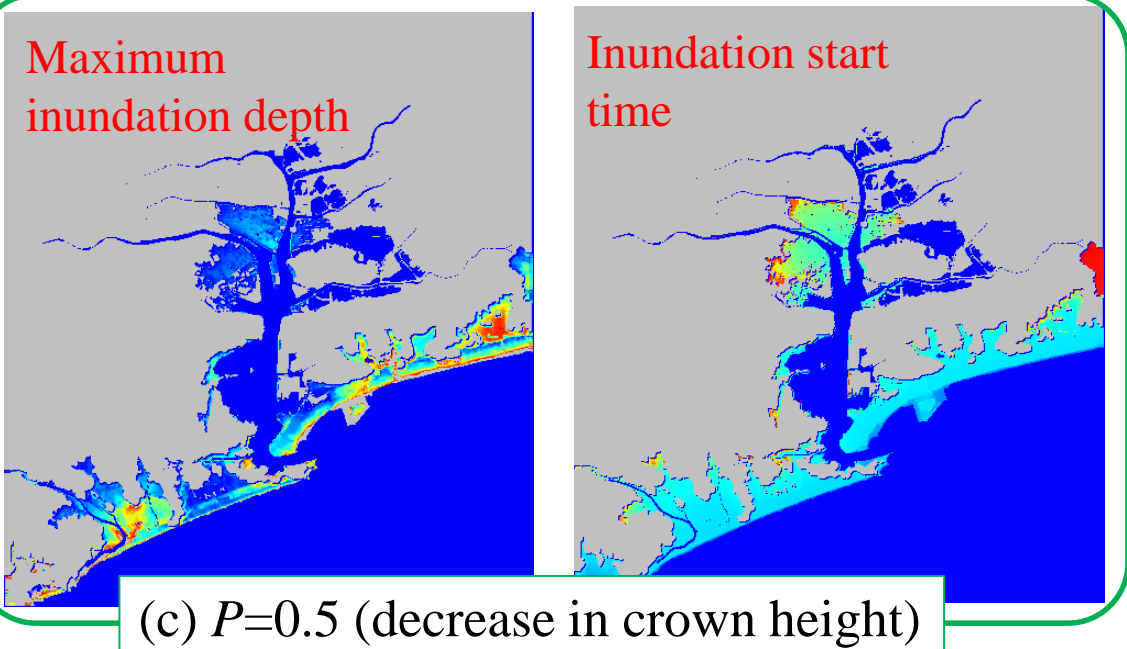 Maximum
inundation depth
Inundation start
time
(c) P=0.5 (decrease in crown height)